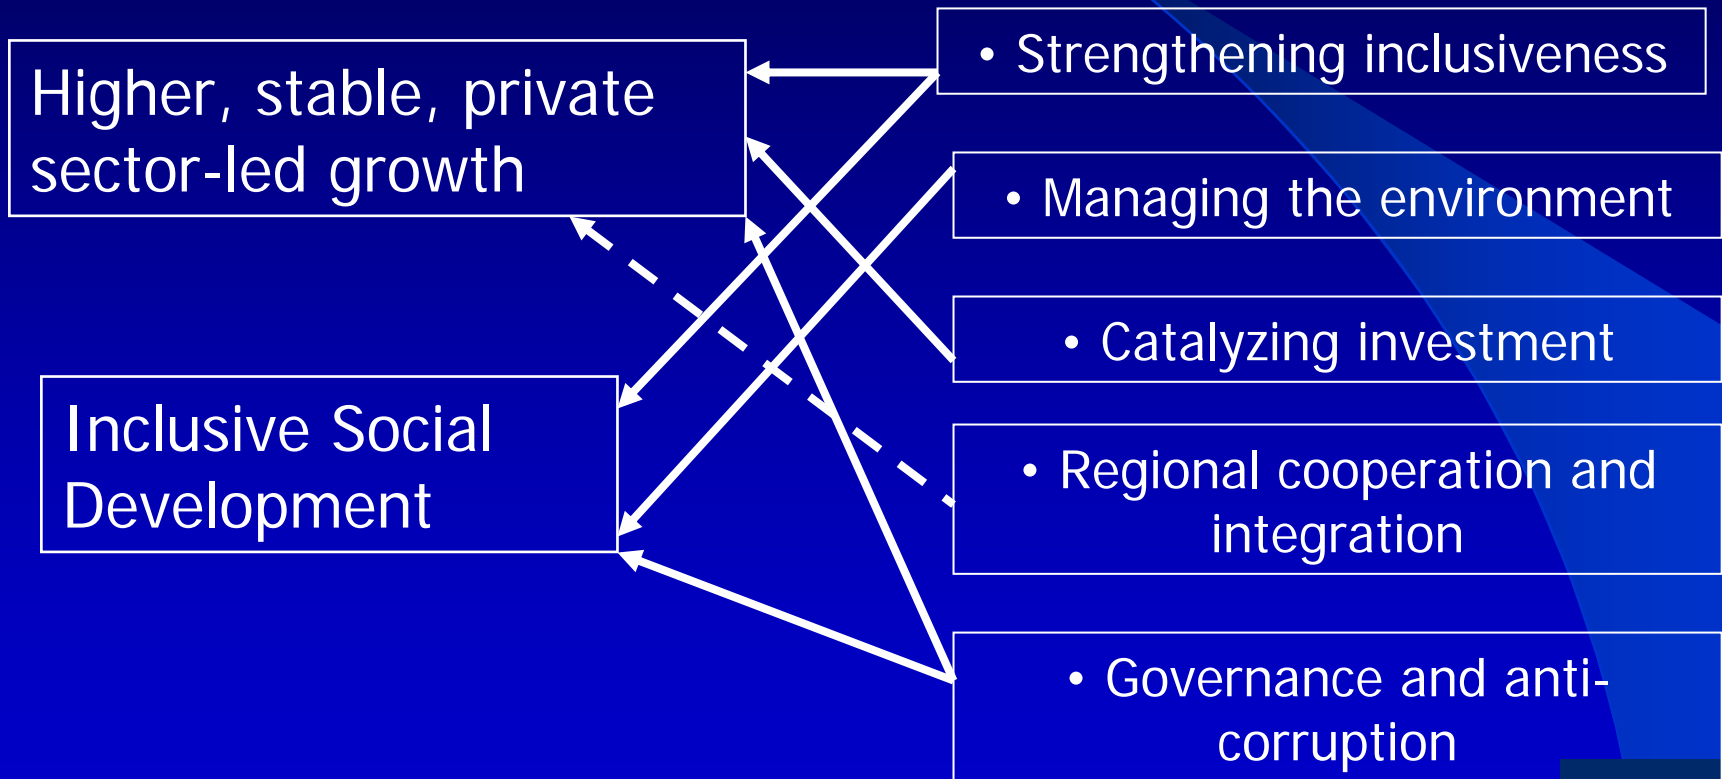 Higher, stable, private
sector-led growth
Inclusive Social
Development
• Strengthening inclusiveness
• Managing the environment
• Catalyzing investment
• Regional cooperation and
integration
• Governance and anti-
corruption